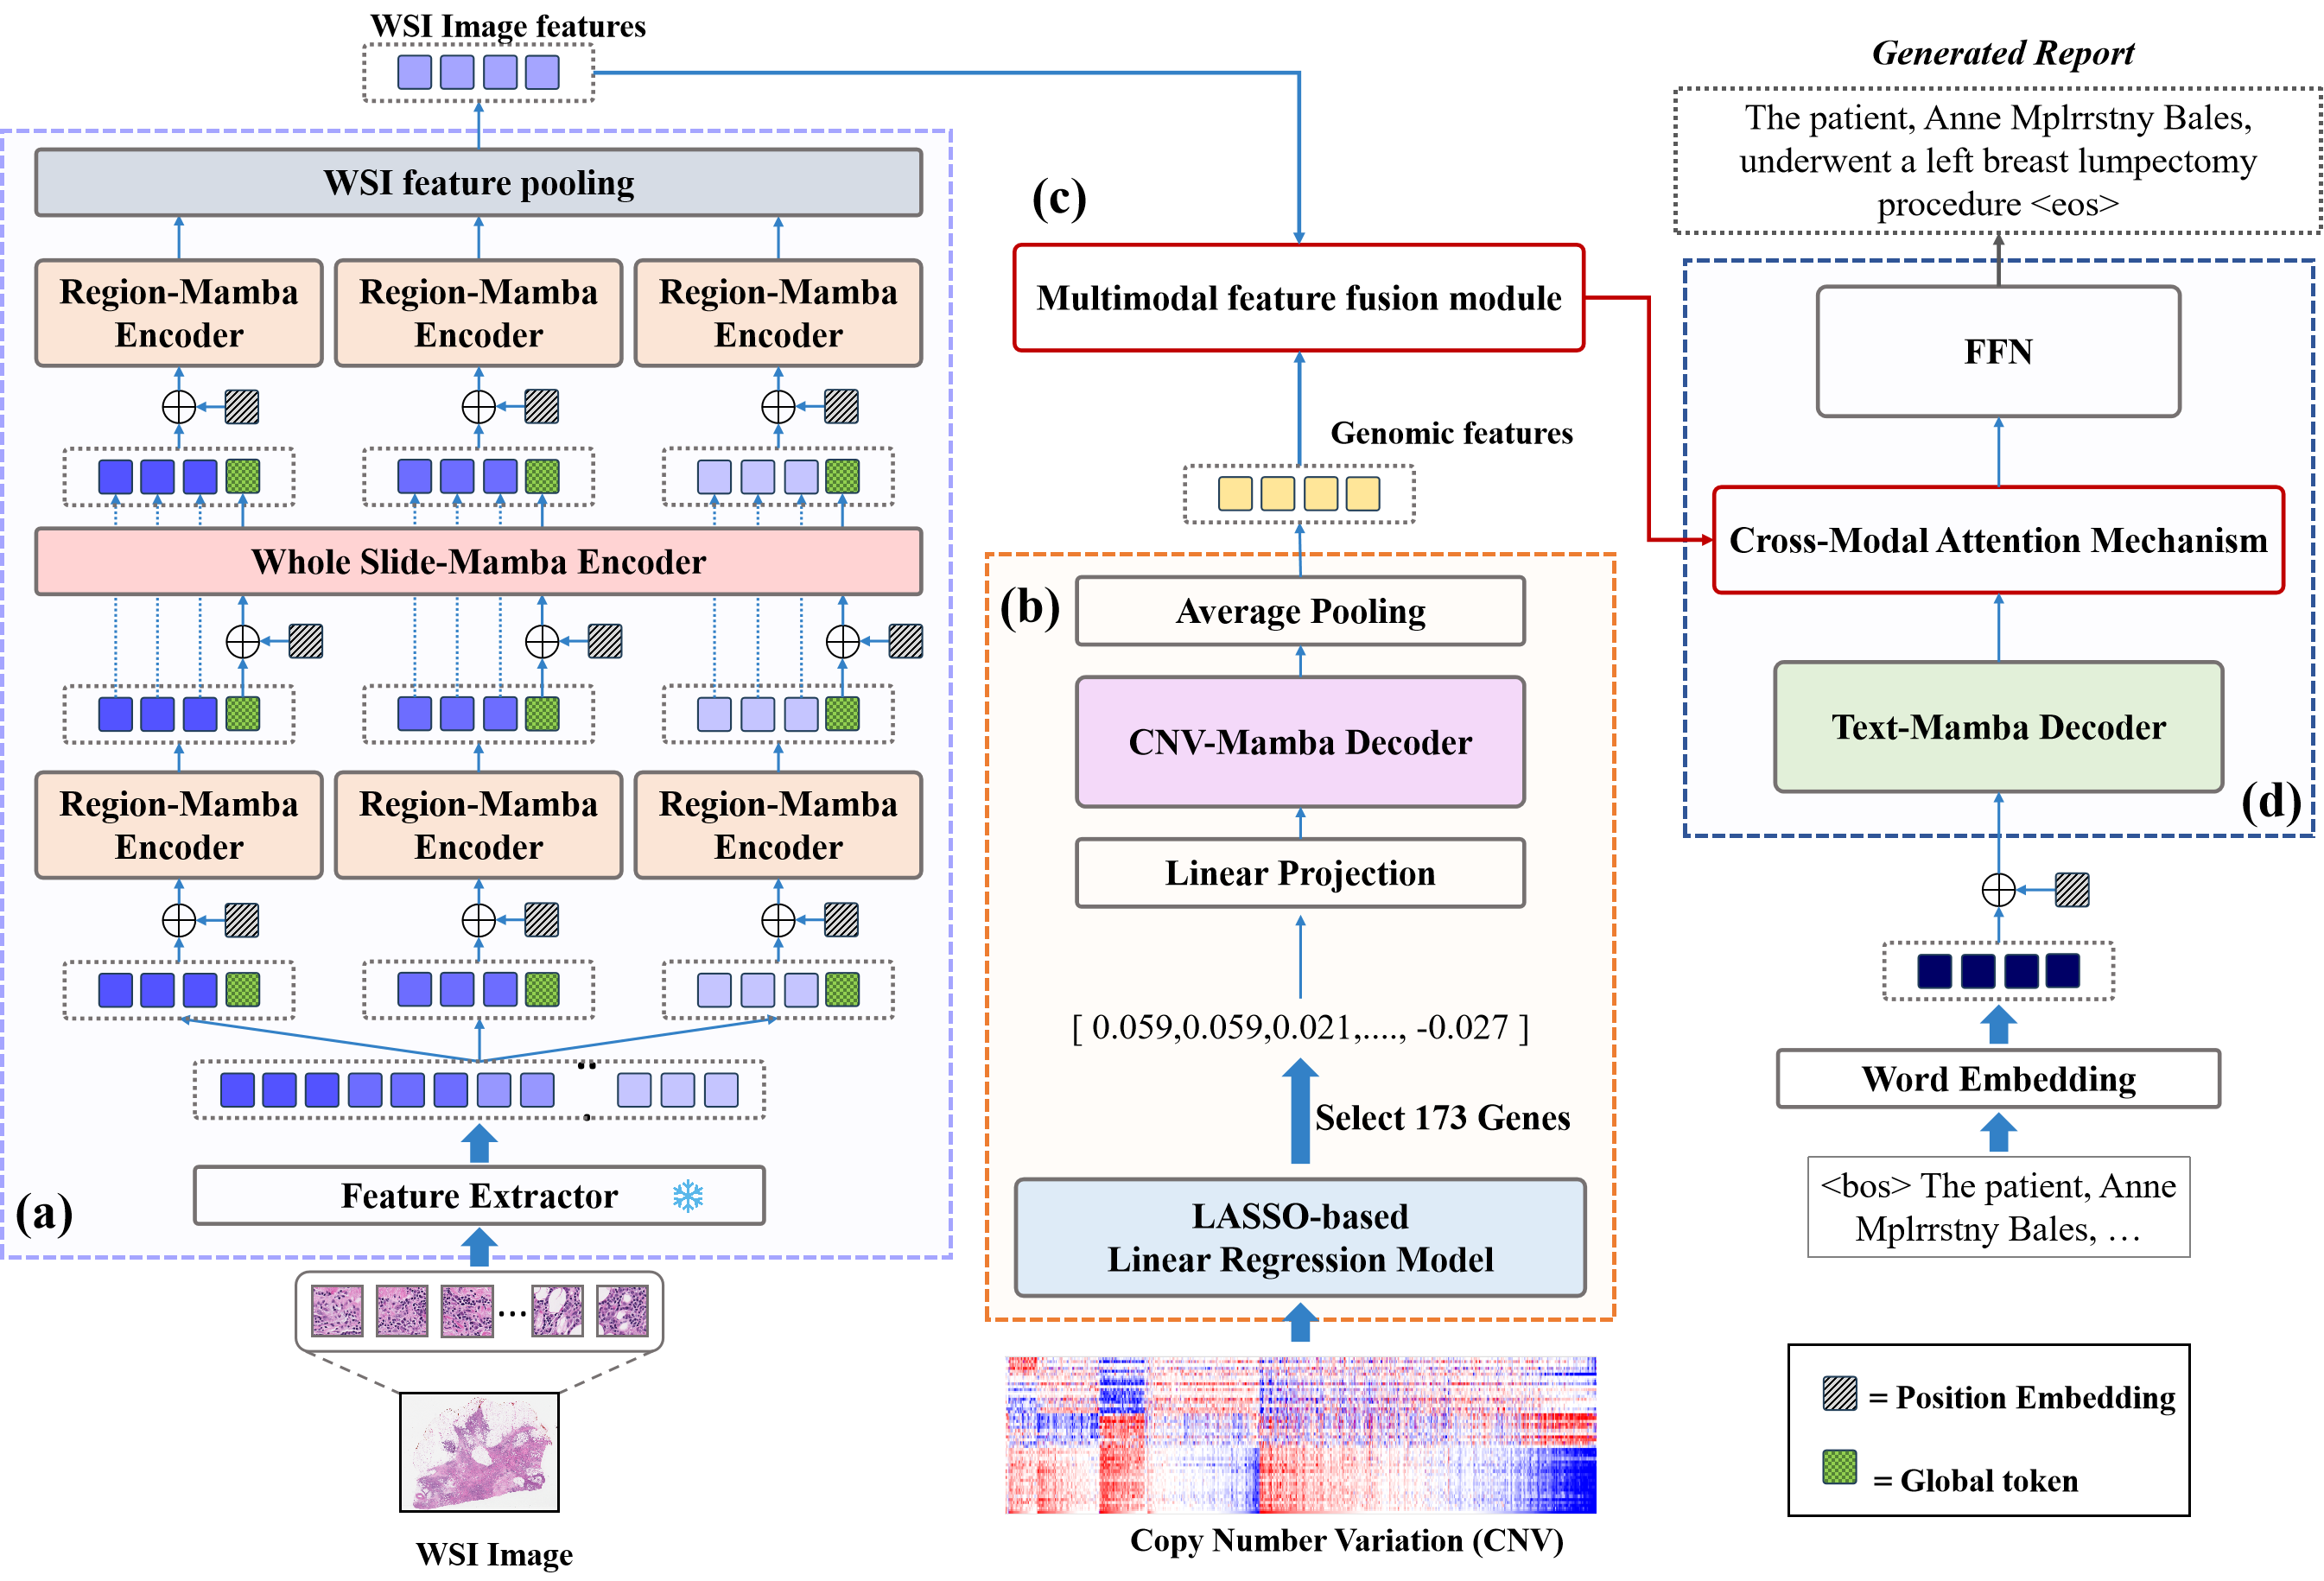 WSI Image features
WSI feature pooling
Region-Mamba
Encoder
Region-Mamba
Encoder
Region-Mamba
Encoder
Whole Slide-Mamba Encoder
Region-Mamba
Encoder
Region-Mamba
Encoder
Region-Mamba
Encoder
...
Feature Extractor
(a)
...
WSI Image
(c)
Multimodal feature fusion module
Genomic features
(b)
Average Pooling
CNV-Mamba Decoder
Linear Projection
[ 0.059,0.059,0.021,...., -0.027 ]
Select 173 Genes
LASSO-based
Linear Regression Model
Copy Number Variation (CNV)
Generated Report
The patient, Anne Mplrrstny Bales,
underwent a left breast lumpectomy
procedure <eos>
FFN
Cross-Modal Attention Mechanism
Text-Mamba Decoder
(d)
Word Embedding
<bos> The patient, Anne
Mplrrstny Bales, …
= Position Embedding
= Global token